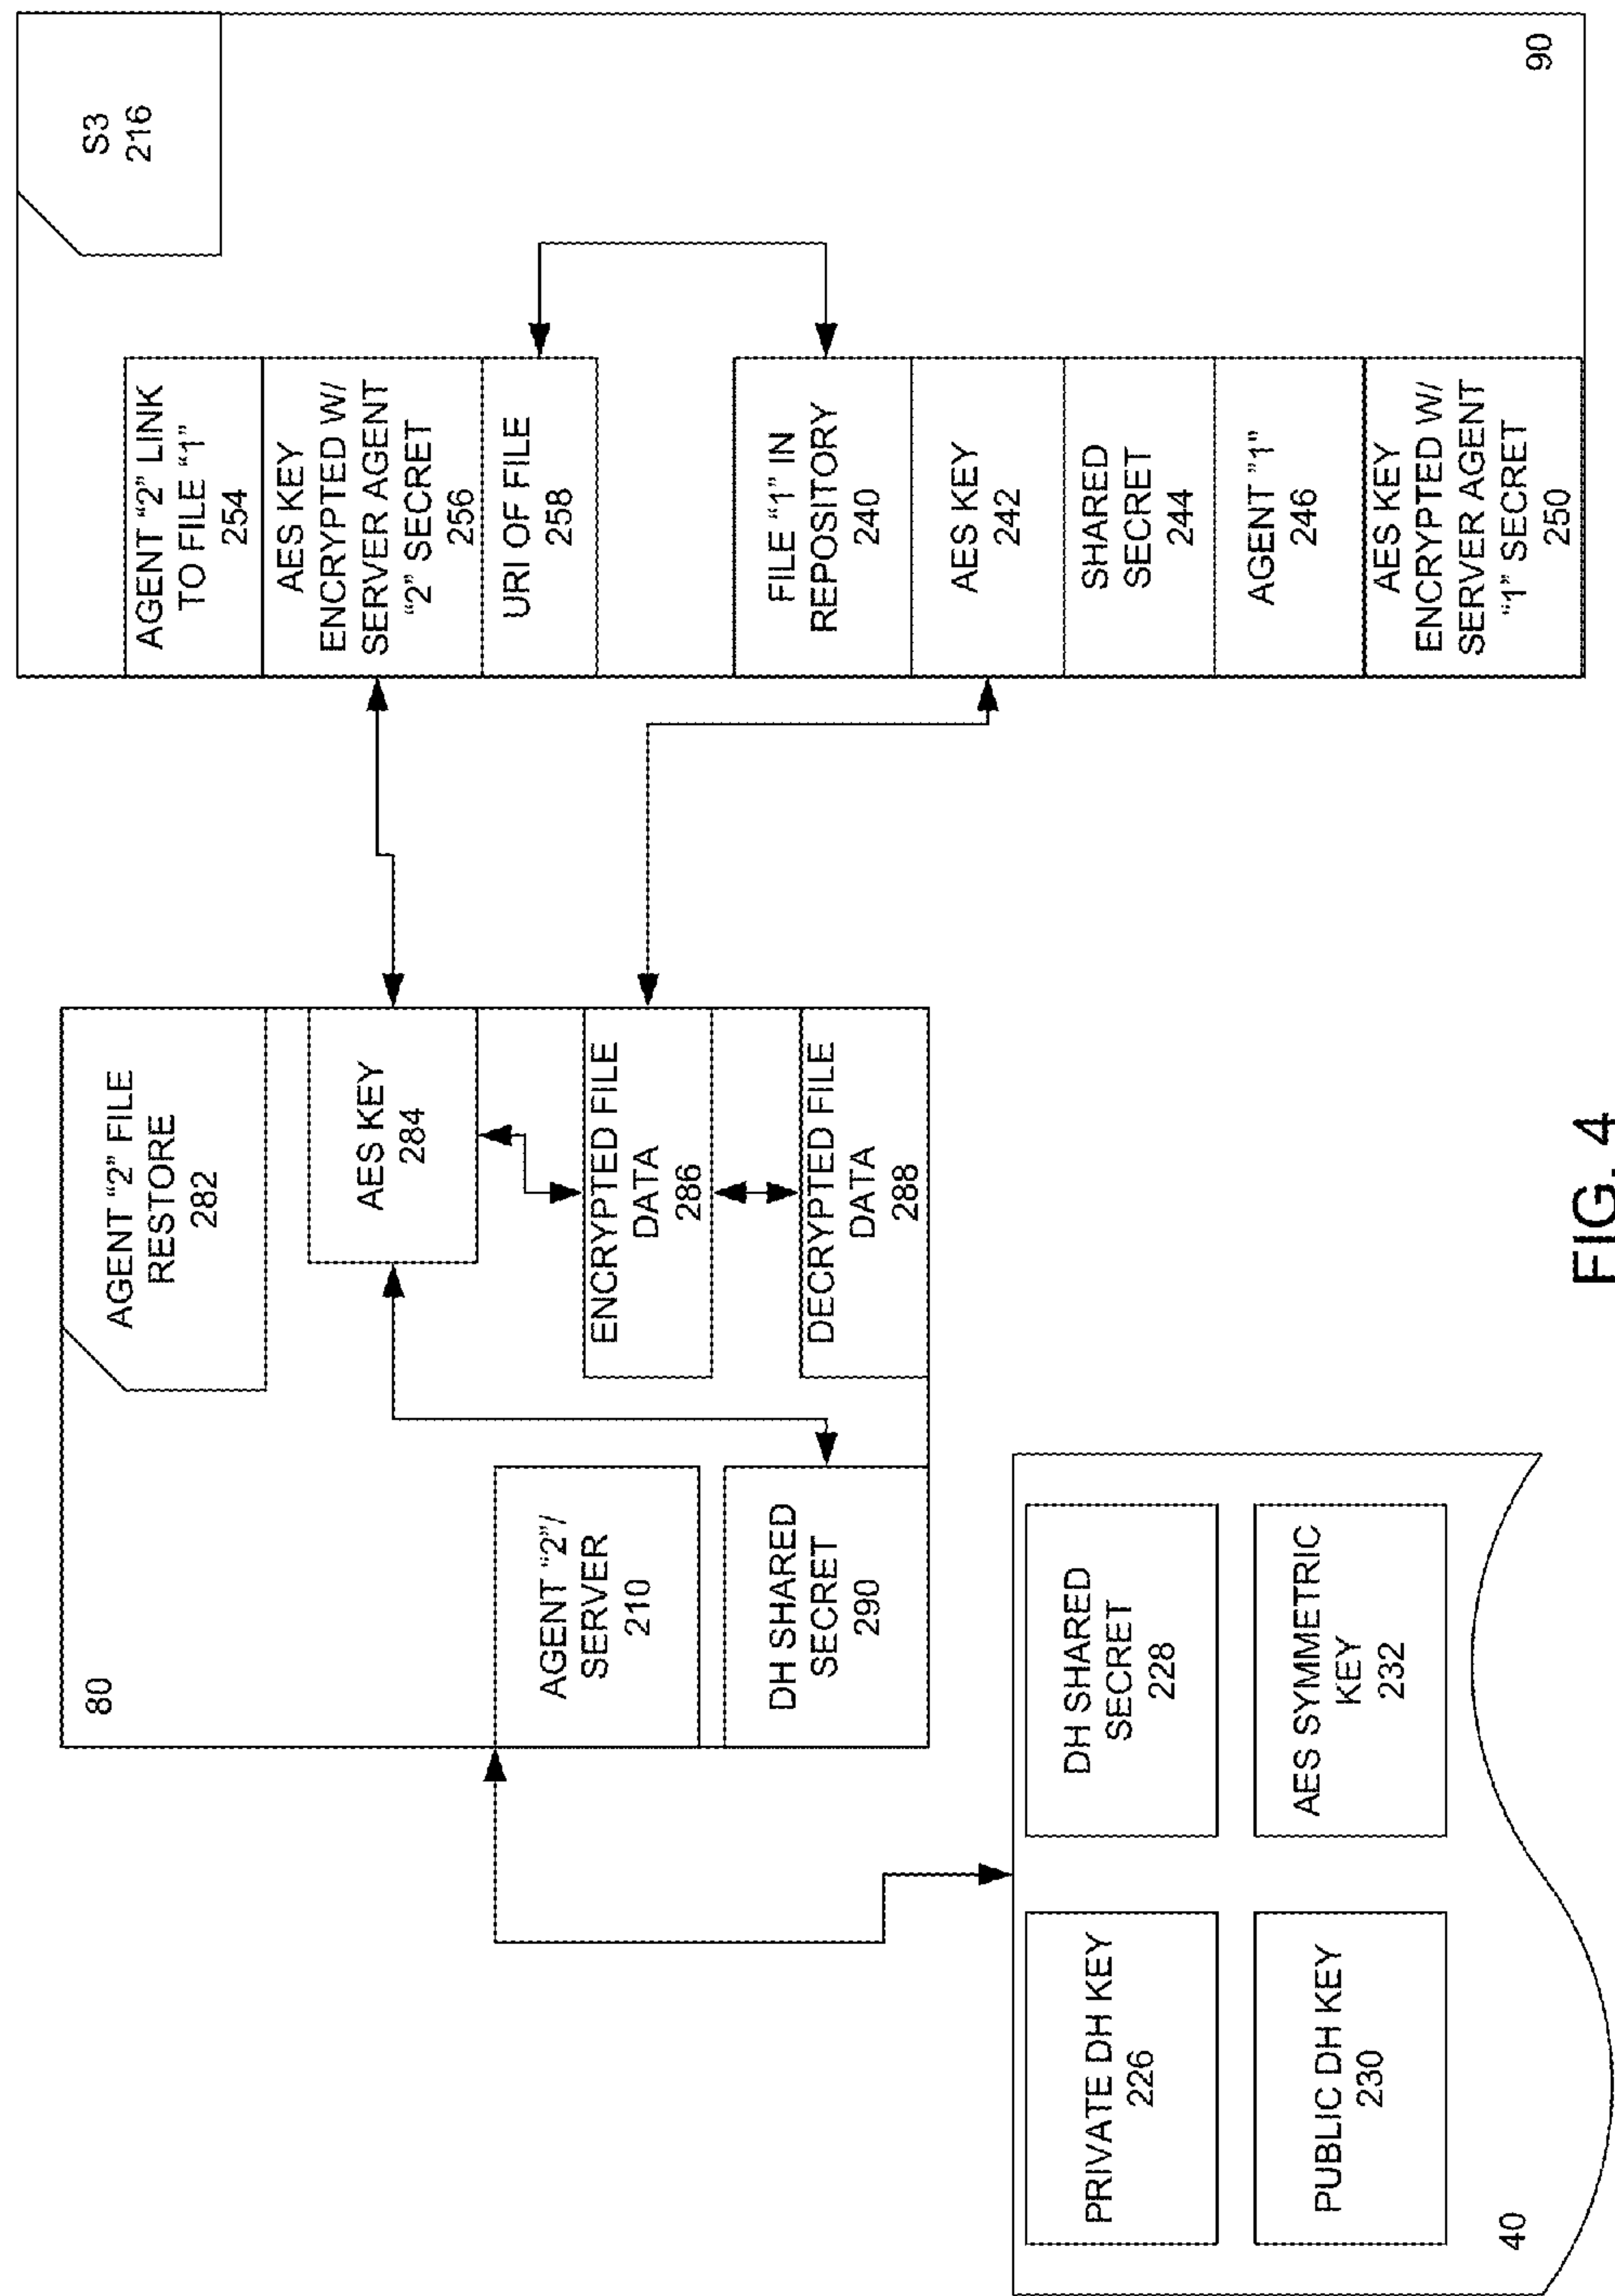 80
AGENT “2” FILE
RESTORE
282
AGENT “2”/
SERVER
210
DH SHARED
SECRET
290
AES KEY
284
ENCRYPTED FILE
DATA
286
DECRYPTED FILE
DATA
288
S3
216
AGENT “2” LINK
TO FILE “1”
254
AES KEY
ENCRYPTED W/
SERVER AGENT
“2” SECRET
256
URI OF FILE
258
FILE “1” IN
REPOSITORY
240
AES KEY
242
SHARED
SECRET
244
AGENT “1”
246
AES KEY
ENCRYPTED W/
SERVER AGENT
“1” SECRET
250
90
PRIVATE DH KEY
226
DH SHARED
SECRET
228
PUBLIC DH KEY
230
AES SYMMETRIC
KEY
232
40
FIG. 4